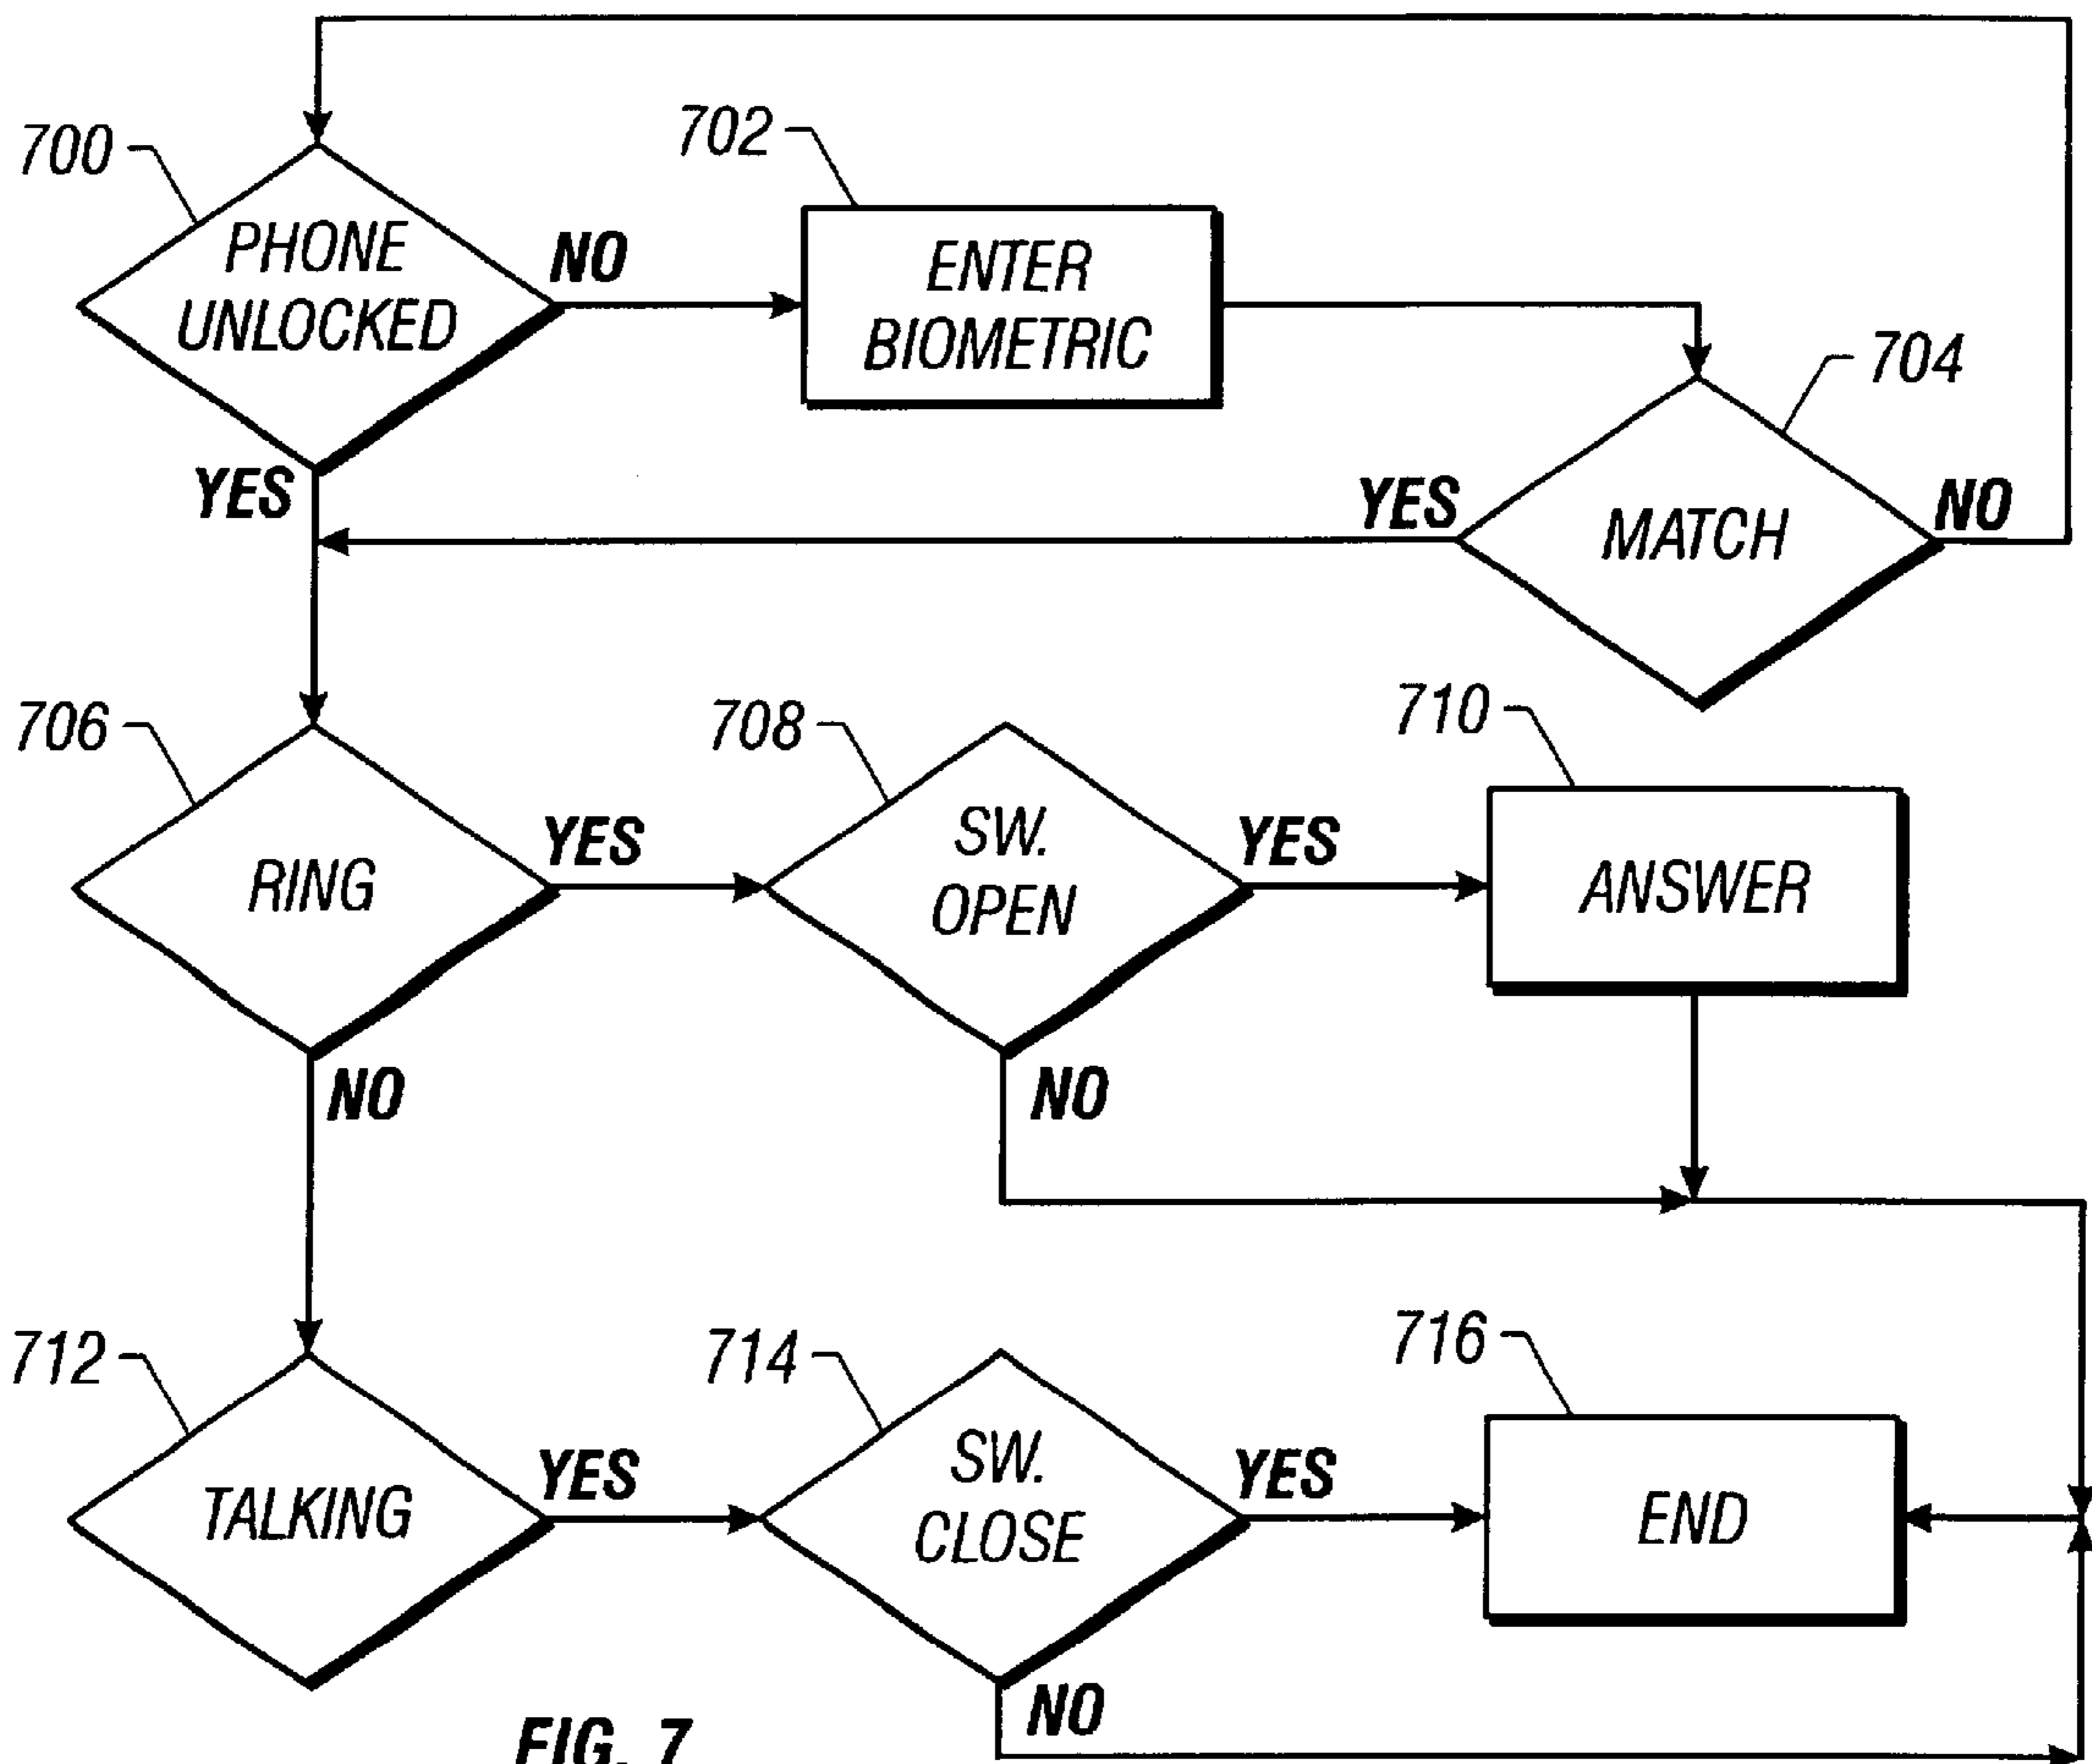 700
PHONE
UNLOCKED
NO
YES
702
ENTER
BIOMETRIC
704
YES
MATCH
NO
706
RING
YES
NO
708
SW.
OPEN
YES
NO
710
ANSWER
712
TALKING
YES
714
SW.
CLOSE
YES
NO
716
END
FIG. 7